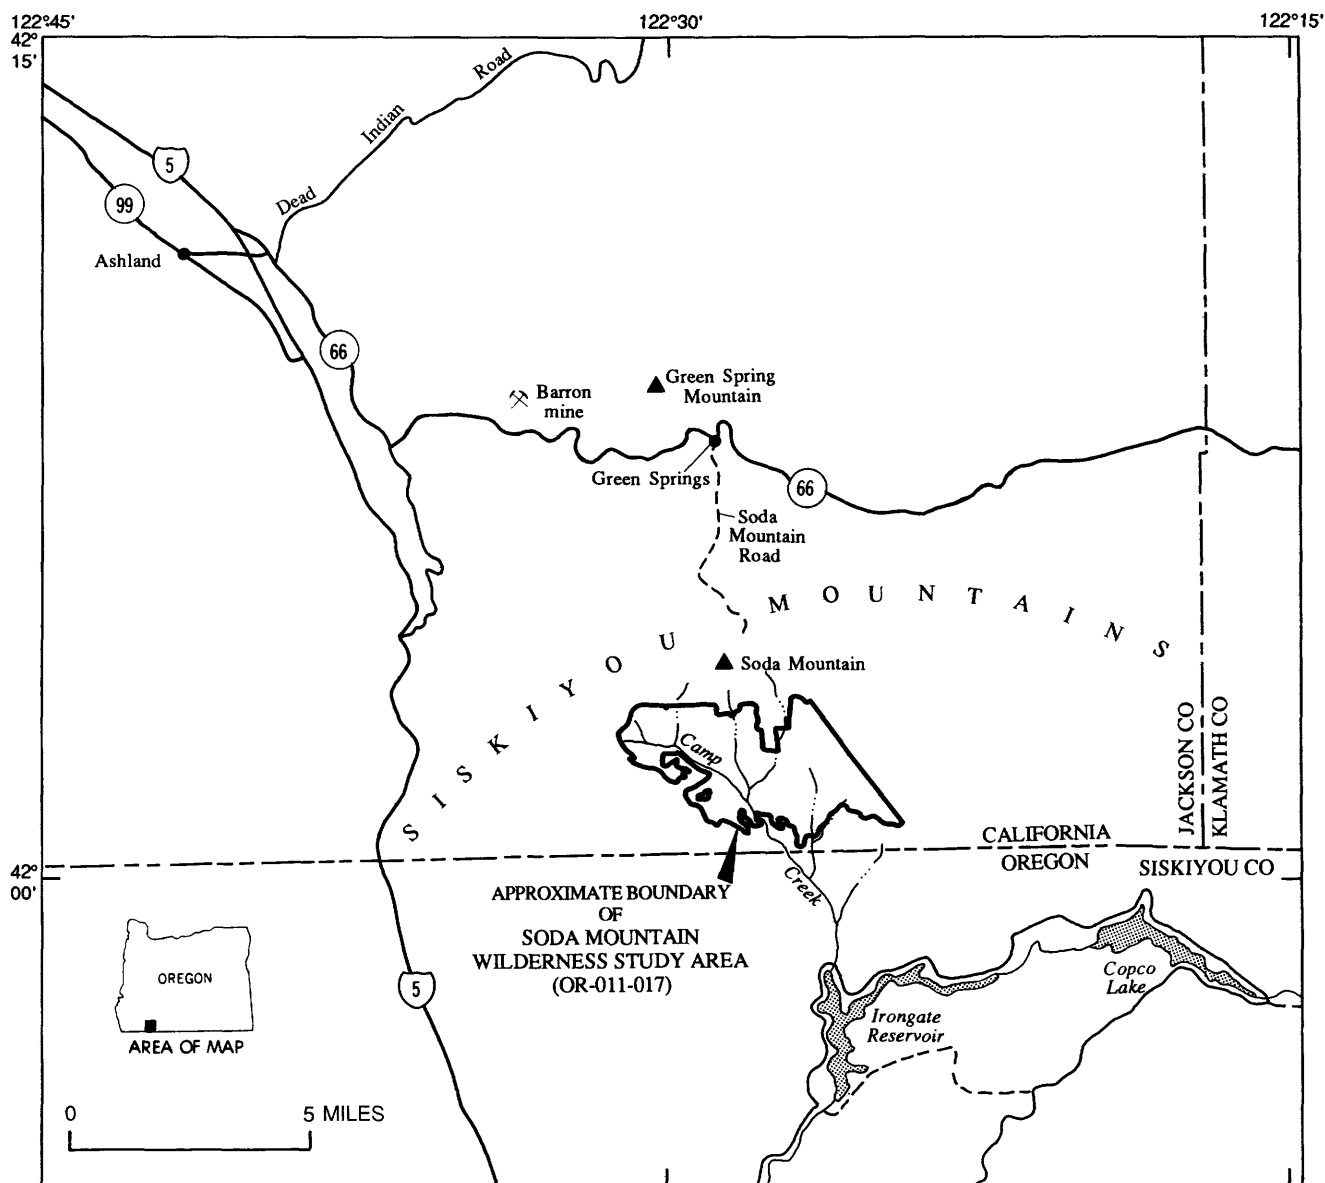 122°45' 122°30' 122°15'
42°
15'
Dead Indian Road
5
99
Ashland
66
Barron
mine
Green Spring
Mountain
Green Springs
66
Soda
Mountain
Road
SISKIYOU MOUNTAINS
Soda Mountain
Camp Creek
JACKSON CO
KLAMATH CO
CALIFORNIA
OREGON
SISKIYOU CO
42°
00'
APPROXIMATE BOUNDARY
OF
SODA MOUNTAIN
WILDERNESS STUDY AREA
(OR-011-017)
OREGON
AREA OF MAP
5
Copco
Lake
Irongate
Reservoir
0 5 MILES